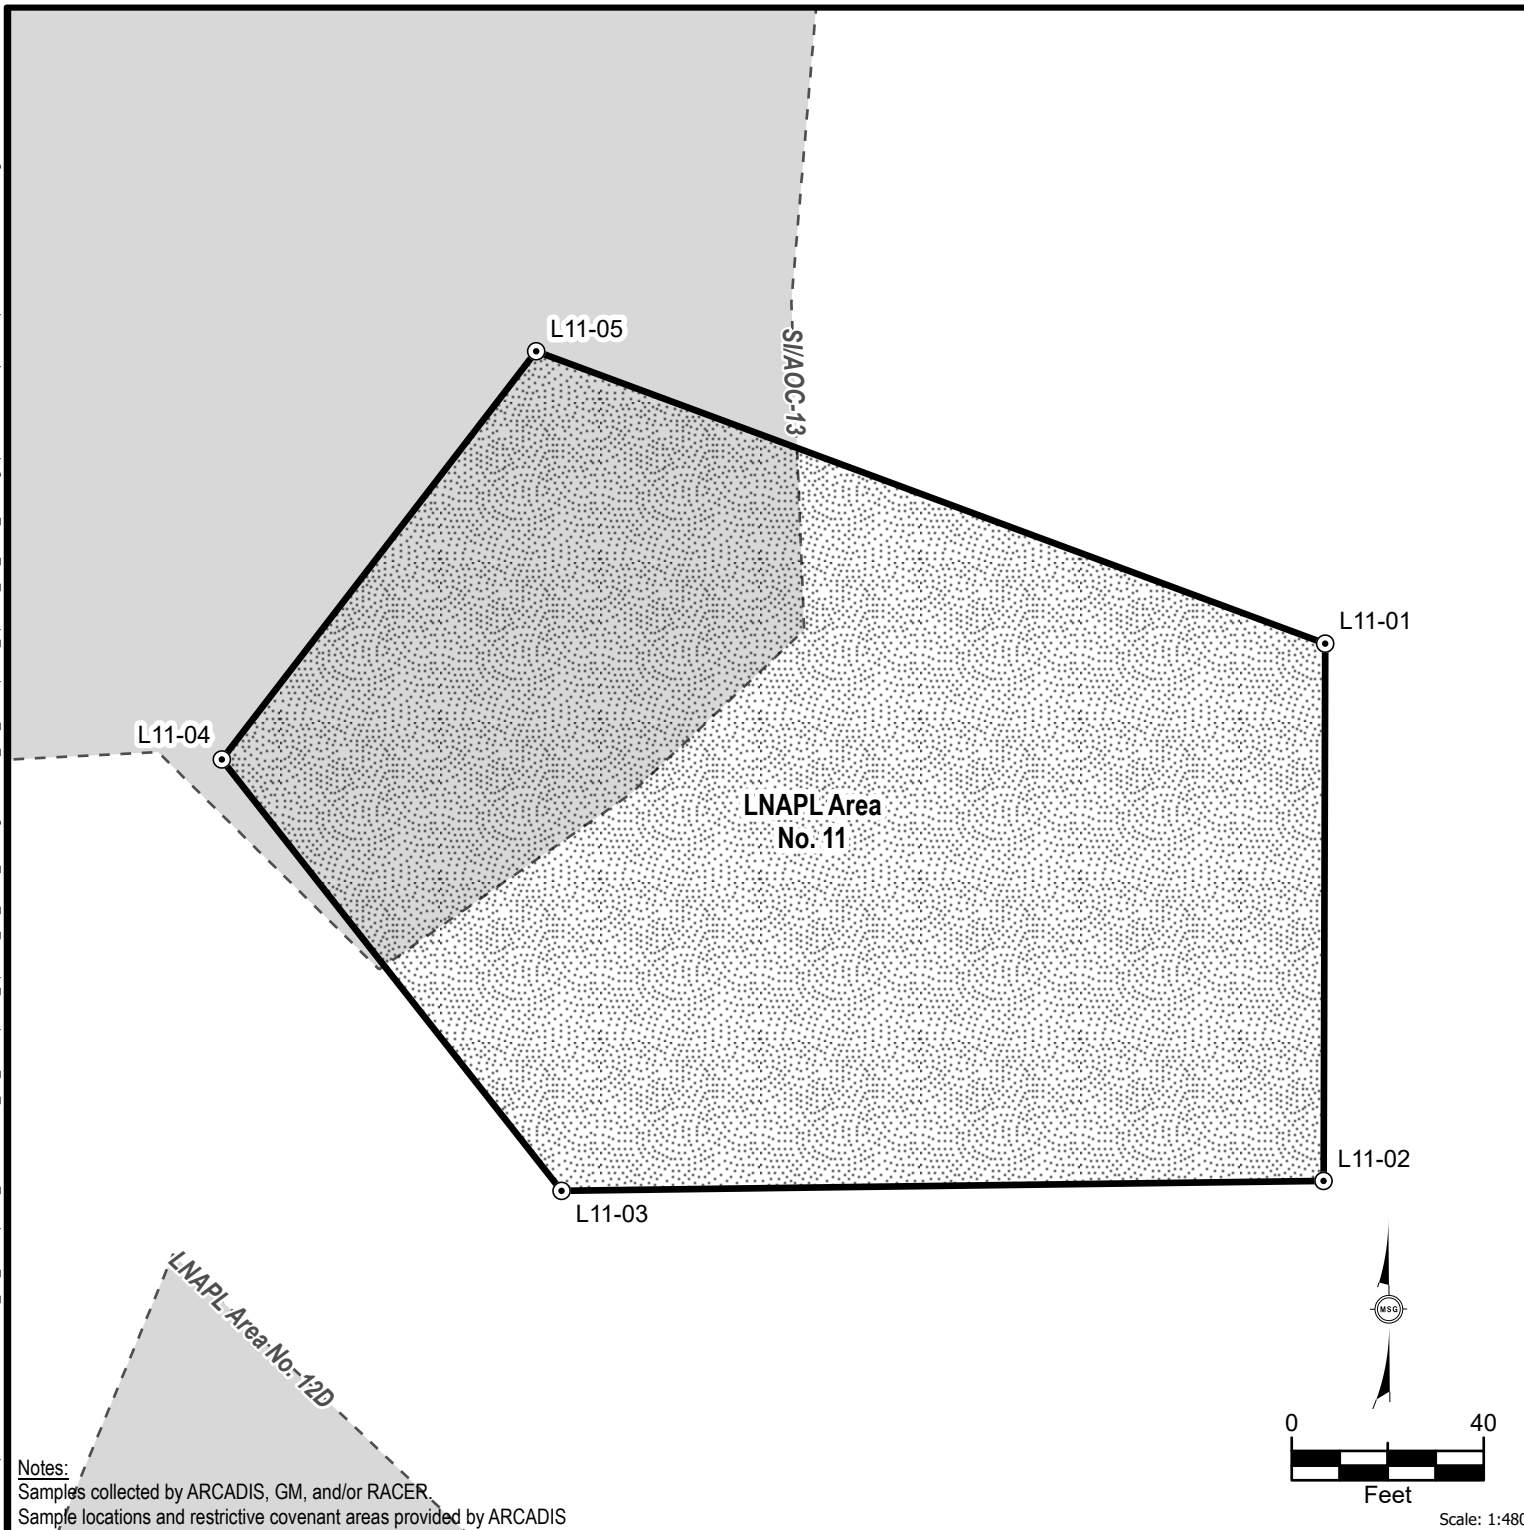 L11-05
SI/AOC-13
L11-01
L11-04
LNAPL Area
No. 11
L11-02
L11-03
LNAPL Area No. 12D
MSG
0 40
Feet
Notes:
Samples collected by ARCADIS, GM, and/or RACER.
Sample locations and restrictive covenant areas provided by ARCADIS
Scale: 1:480